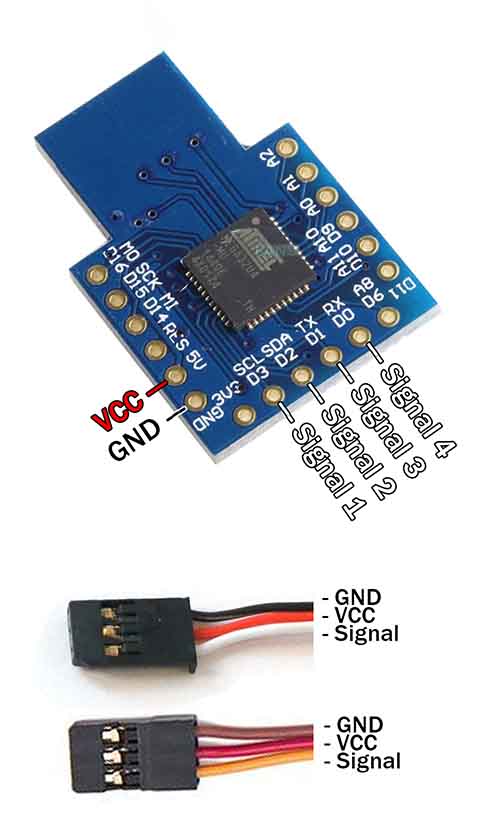 A2
A1
A0
D9
A10
D10
A11
D11
MO SCK MI
D16 D15 D14 RES 5V
SCL SDA TX RX A8
3V3 D3 D2 D1 D0 D6
GND
VCC
GND
Signal 1
Signal 2
Signal 3
Signal 4
ATMEL
- GND
- VCC
- Signal
- GND
- VCC
- Signal